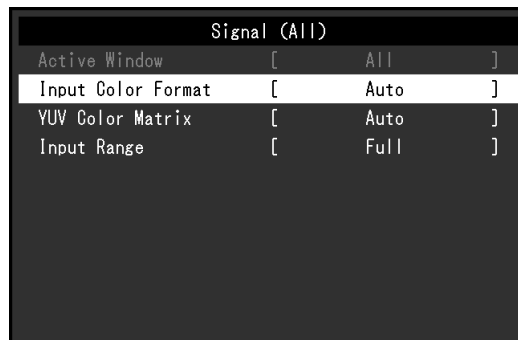 Signal (All)
Active Window [ All ]
Input Color Format [ Auto ]
YUV Color Matrix [ Auto ]
Input Range [ Full ]